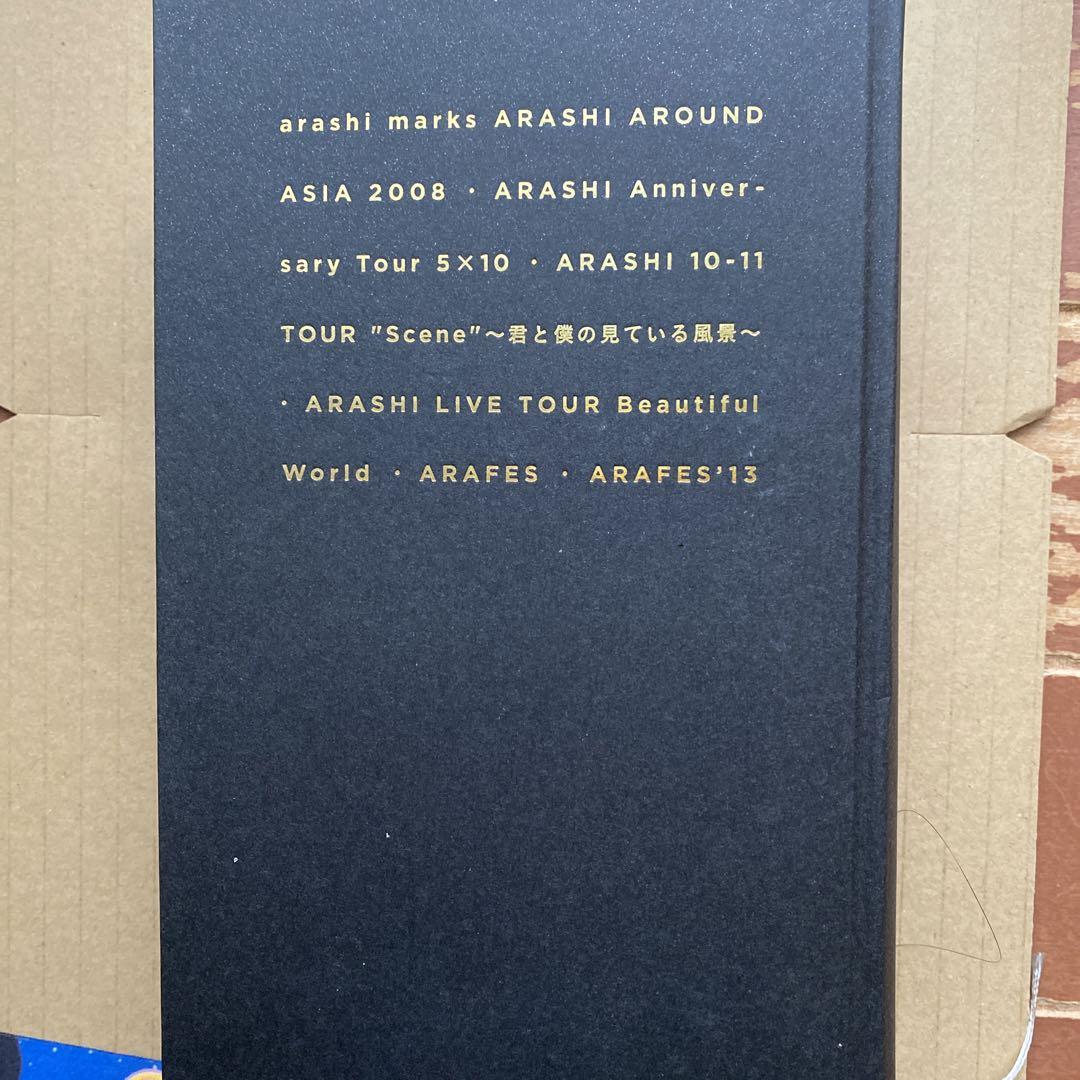 arashi marks ARASHI AROUND
ASIA 2008 · ARASHI Anniver-
sary Tour 5×10 · ARASHI 10-11
TOUR "Scene"～君と僕の見ている風景～
· ARASHI LIVE TOUR Beautiful
World · ARAFES · ARAFES'13